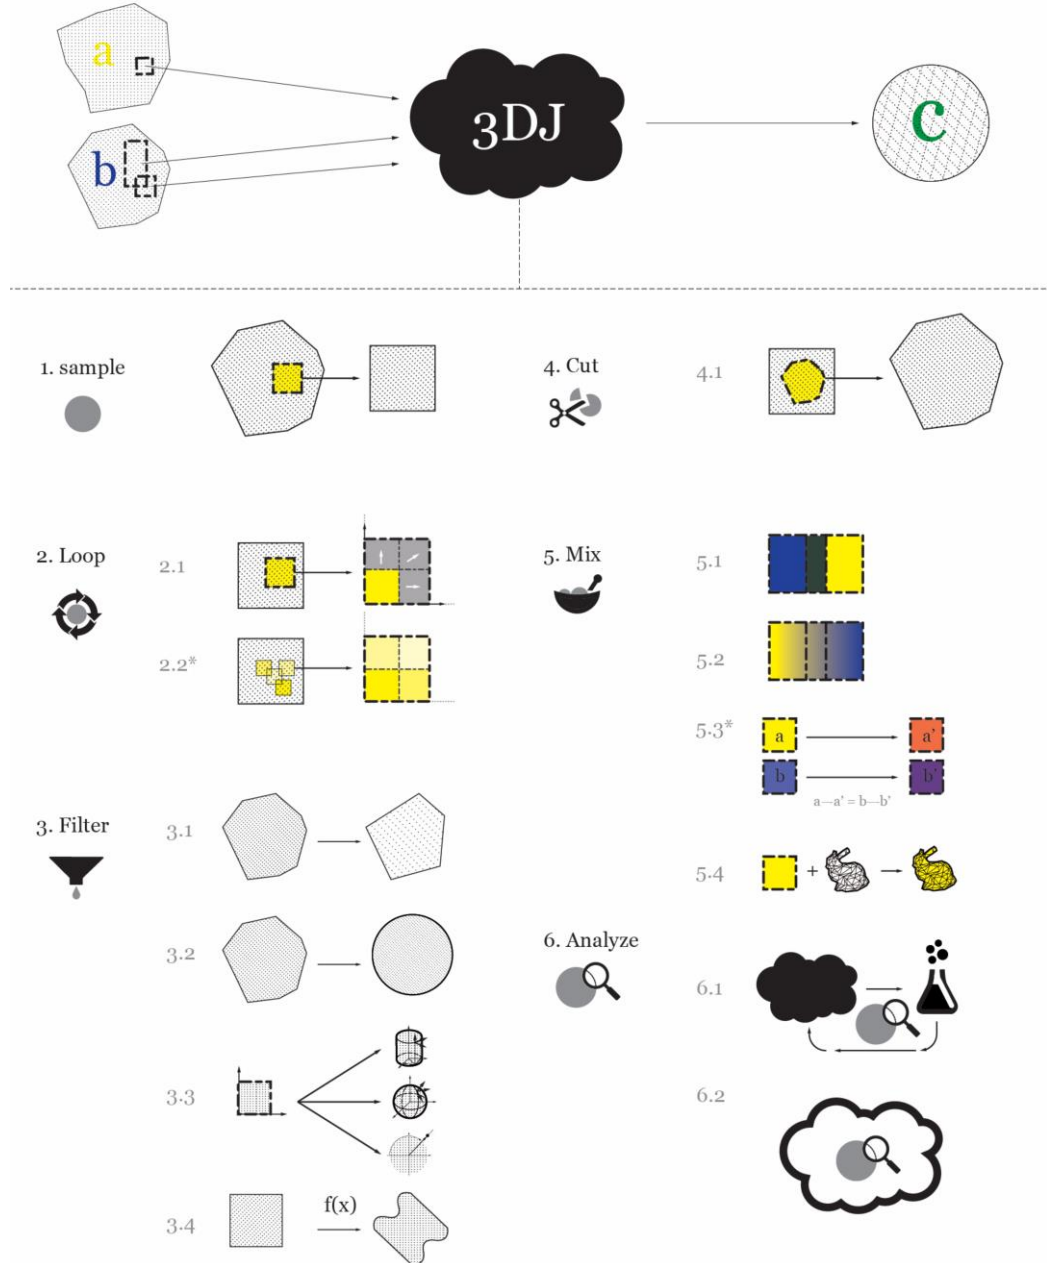 a
b
3DJ
c
1. sample
2. Loop
2.1
2.2*
3. Filter
3.1
3.2
3.3
3.4
f(x)
4. Cut
4.1
5. Mix
5.1
5.2
5.3*
a
a'
b
b'
a—a' = b—b'
5.4
+
6. Analyze
6.1
6.2